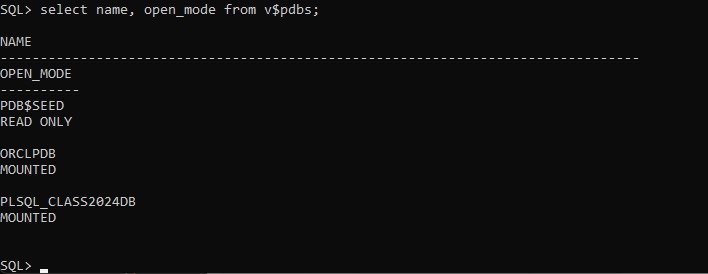 SQL> select name, open_mode from v$pdbs;
NAME
--------------------------------------------------------------------------------
OPEN_MODE
----------
PDB$SEED
READ ONLY
ORCLPDB
MOUNTED
PLSQL_CLASS2024DB
MOUNTED
SQL>